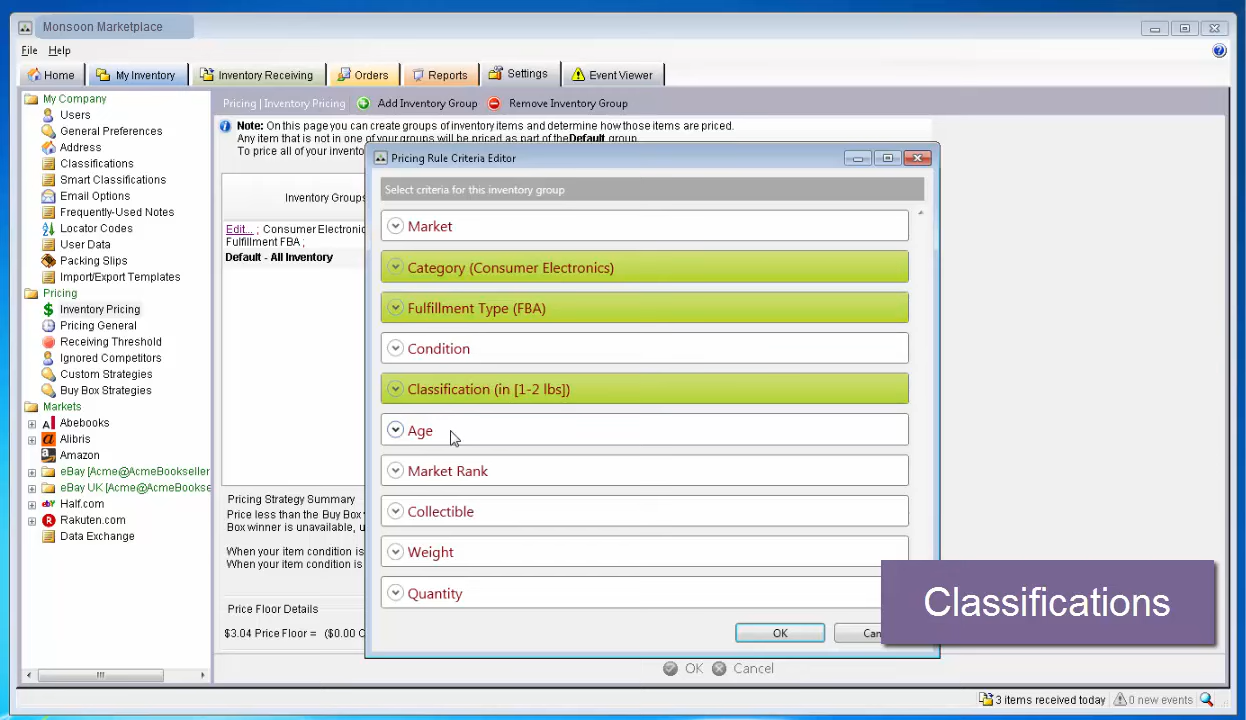 Monsoon Marketplace
File Help
Home My Inventory Inventory Receiving Orders Reports Settings Event Viewer
My Company
Users
General Preferences
Address
Classifications
Smart Classifications
Email Options
Frequently-Used Notes
Locator Codes
User Data
Packing Slips
Import/Export Templates
Pricing
Inventory Pricing
Pricing General
Receiving Threshold
Ignored Competitors
Custom Strategies
Buy Box Strategies
Markets
Abebooks
Alibris
Amazon
eBay [Acme@AcmeBookseller
eBay UK [Acme@AcmeBookse
Half.com
Rakuten.com
Data Exchange
Pricing | Inventory Pricing Add Inventory Group Remove Inventory Group
Note: On this page you can create groups of inventory items and determine how those items are priced.
Any item that is not in one of your groups will be priced as part of the Default group.
To price all of your invento
Inventory Groups
Edit... ; Consumer Electronic
Fulfillment FBA ;
Default - All Inventory
Pricing Strategy Summary
Price less than the Buy Box
Box winner is unavailable, u
When your item condition is
When your item condition is
Price Floor Details
$3.04 Price Floor = ($0.00 C
Pricing Rule Criteria Editor
Select criteria for this inventory group
Market
Category (Consumer Electronics)
Fulfillment Type (FBA)
Condition
Classification (in [1-2 lbs])
Age
Market Rank
Collectible
Weight
Quantity
OK Can
Classifications
OK Cancel
3 items received today 0 new events